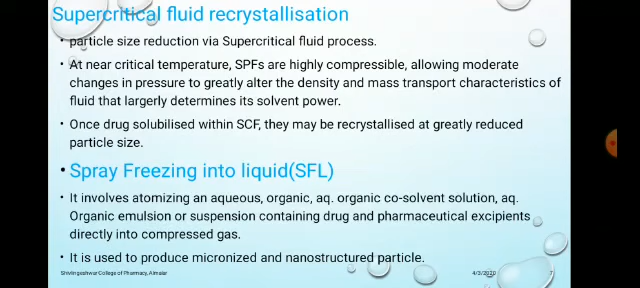 Supercritical fluid recrystallisation
• particle size reduction via Supercritical fluid process.
• At near critical temperature, SPFs are highly compressible, allowing moderate
changes in pressure to greatly alter the density and mass transport characteristics of
fluid that largerly determines its solvent power.
• Once drug solubilised within SCF, they may be recrystallised at greatly reduced
particle size.
• Spray Freezing into liquid(SFL)
• It involves atomizing an aqueous, organic, aq. organic co-solvent solution, aq.
Organic emulsion or suspension containing drug and pharmaceutical excipients
directly into compressed gas.
• It is used to produce micronized and nanostructured particle.
Shivlingeshwar College of Pharmacy, Almalar 4/3/2020 7